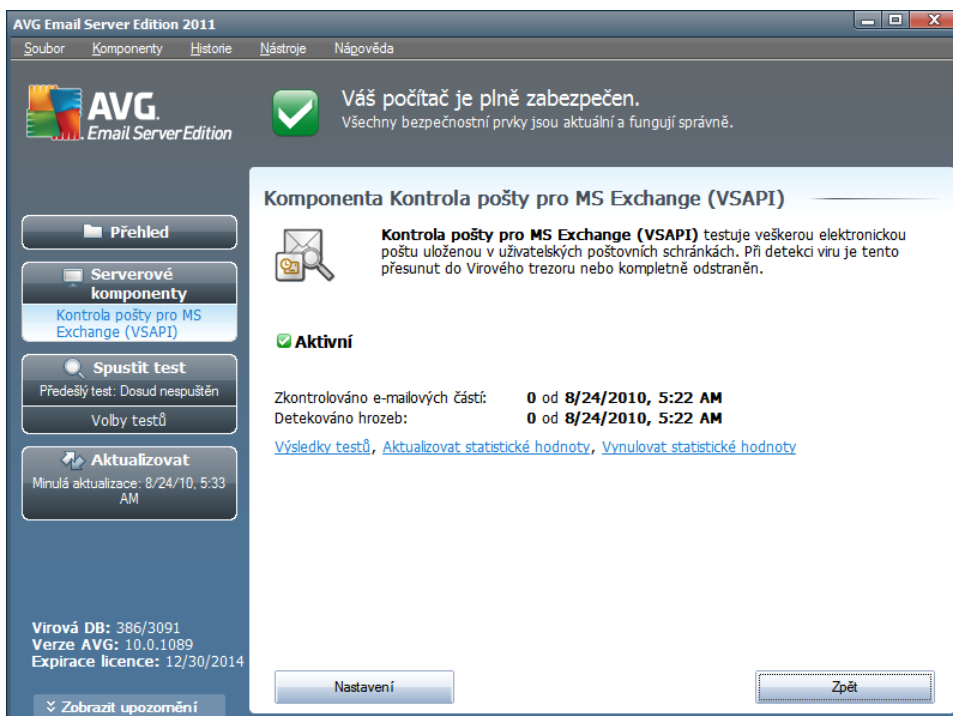 AVG Email Server Edition 2011
Soubor Komponenty Historie Nástroje Nápověda
AVG.
Email Server Edition
Váš počítač je plně zabezpečen.
Všechny bezpečnostní prvky jsou aktuální a fungují správně.
Přehled
Serverové
komponenty
Kontrola pošty pro MS
Exchange (VSAPI)
Spustit test
Předešlý test: Dosud nespuštěn
Volby testů
Aktualizovat
Minulá aktualizace: 8/24/10, 5:33
AM
Virová DB: 386/3091
Verze AVG: 10.0.1089
Expirace licence: 12/30/2014
Zobrazit upozornění
Komponenta Kontrola pošty pro MS Exchange (VSAPI)
Kontrola pošty pro MS Exchange (VSAPI) testuje veškerou elektronickou
poštu uloženou v uživatelských poštovních schránkách. Při detekci viru je tento
přesunut do Virového trezoru nebo kompletně odstraněn.
Aktivní
Zkontrolováno e-mailových částí: 0 od 8/24/2010, 5:22 AM
Detekováno hrozeb: 0 od 8/24/2010, 5:22 AM
Výsledky testů, Aktualizovat statistické hodnoty, Vynulovat statistické hodnoty
Nastavení Zpět